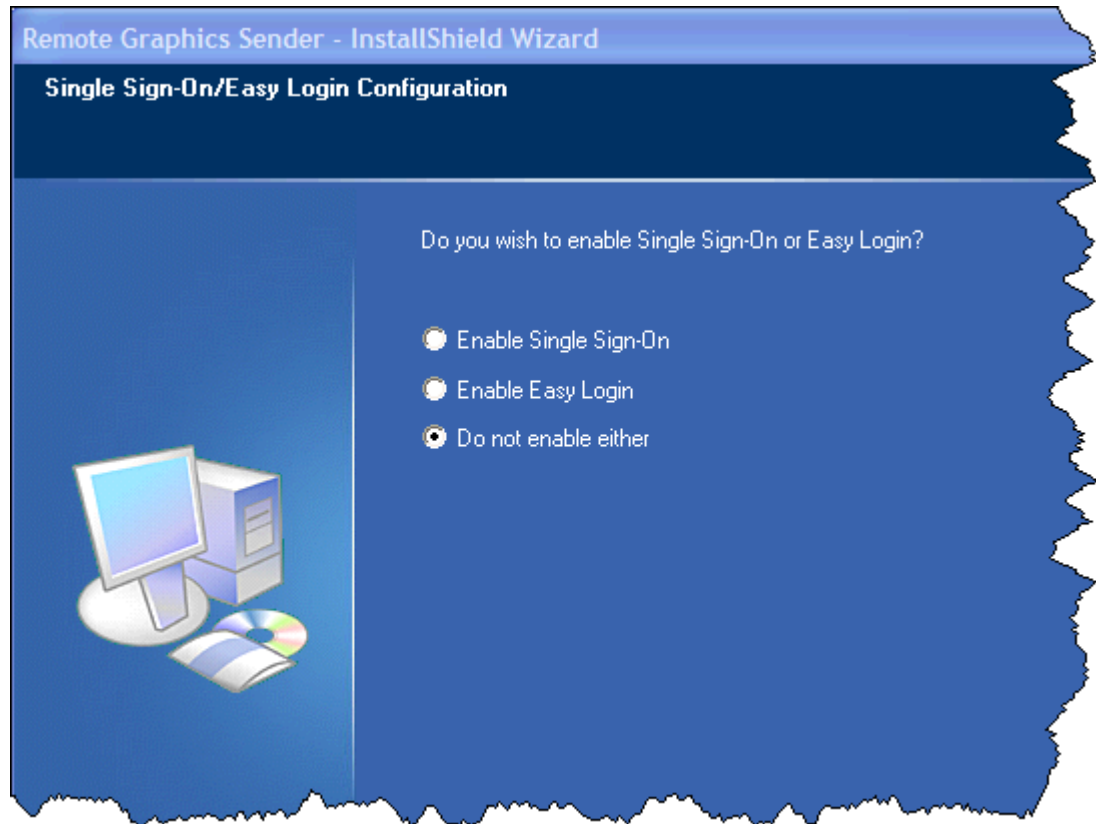 Remote Graphics Sender - InstallShield Wizard
Single Sign-On/Easy Login Configuration
Do you wish to enable Single Sign-On or Easy Login?
Enable Single Sign-On
Enable Easy Login
Do not enable either